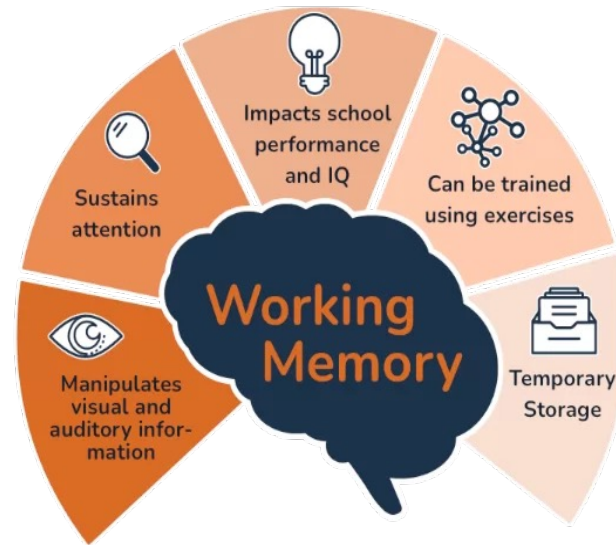 Manipulates
visual and
auditory infor-
mation
Sustains
attention
Impacts school
performance
and IQ
Can be trained
using exercises
Temporary
Storage
Working
Memory